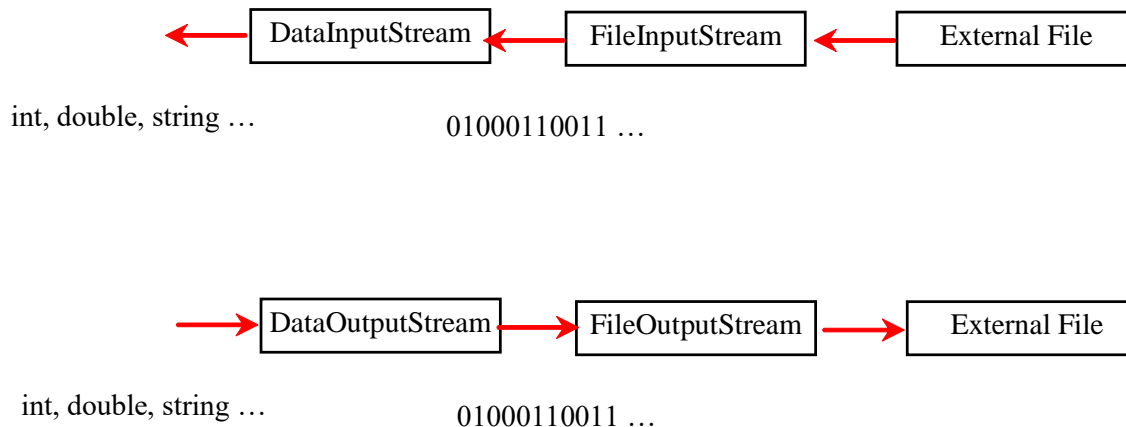 DataInputStream FileInputStream External File
int, double, string … 01000110011 …
DataOutputStream FileOutputStream External File
int, double, string … 01000110011 …